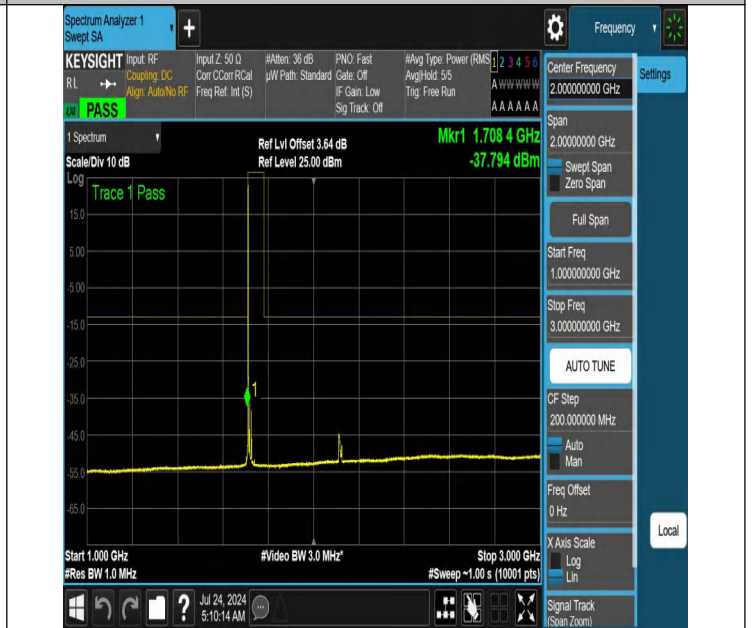 Spectrum Analyzer 1
Swept SA
+
Frequency
KEYSIGHT
RL
PASS
Input: RF
Coupling: DC
Align: Auto/No RF
Input Z: 50 Ω
Corr CCorr RCal
Freq Ref: Int (S)
#Atten: 36 dB
µW Path: Standard
PNO: Fast
Gate: Off
IF Gain: Low
Sig Track: Off
#Avg Type: Power (RMS
Avg|Hold: 5/5
Trig: Free Run
1 2 3 4 5 6
A W W W W W
A A A A A A
1 Spectrum
Scale/Div 10 dB
Ref Lvl Offset 3.64 dB
Ref Level 25.00 dBm
Mkr1 1.708 4 GHz
-37.794 dBm
Log
Trace 1 Pass
15.0
5.00
-5.00
-15.0
-25.0
-35.0
-45.0
-55.0
-65.0
1
Start 1.000 GHz
#Res BW 1.0 MHz
#Video BW 3.0 MHz*
Stop 3.000 GHz
#Sweep ~1.00 s (10001 pts)
Center Frequency
2.000000000 GHz
Settings
Span
2.00000000 GHz
Swept Span
Zero Span
Full Span
Start Freq
1.000000000 GHz
Stop Freq
3.000000000 GHz
AUTO TUNE
CF Step
200.000000 MHz
Auto
Man
Freq Offset
0 Hz
X Axis Scale
Log
Lin
Local
Signal Track
(Span Zoom)
?
Jul 24, 2024
5:10:14 AM